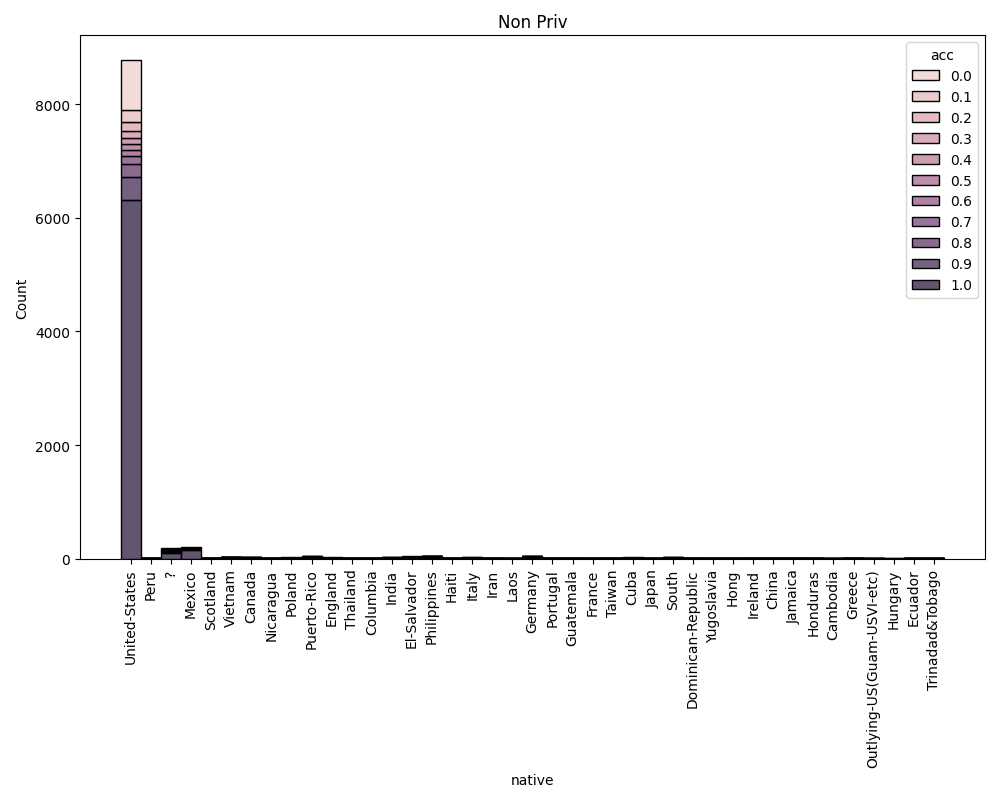 Non Priv
acc
0.0
0.1
0.2
0.3
0.4
0.5
0.6
0.7
0.8
0.9
1.0
8000
6000
4000
2000
0
Count
United-States
Peru
?
Mexico
Scotland
Vietnam
Canada
Nicaragua
Poland
Puerto-Rico
England
Thailand
Columbia
India
El-Salvador
Philippines
Haiti
Italy
Iran
Laos
Germany
Portugal
Guatemala
France
Taiwan
Cuba
Japan
South
Dominican-Republic
Yugoslavia
Hong
Ireland
China
Jamaica
Honduras
Cambodia
Greece
Outlying-US(Guam-USVI-etc)
Hungary
Ecuador
Trinadad&Tobago
native